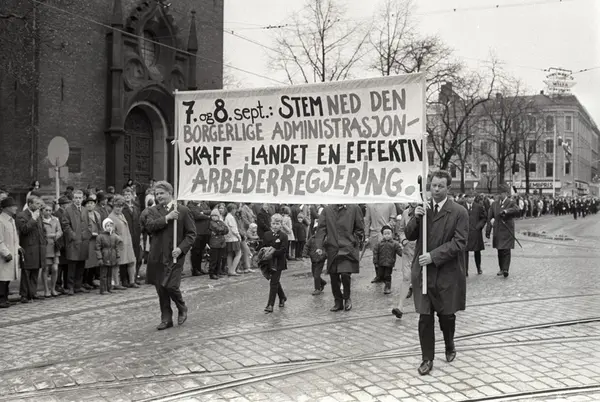 7. og 8. sept.: STEM NED DEN
BORGERLIGE ADMINISTRASJON-
SKAFF LANDET EN EFFEKTIV
ARBEIDERREGJERING.